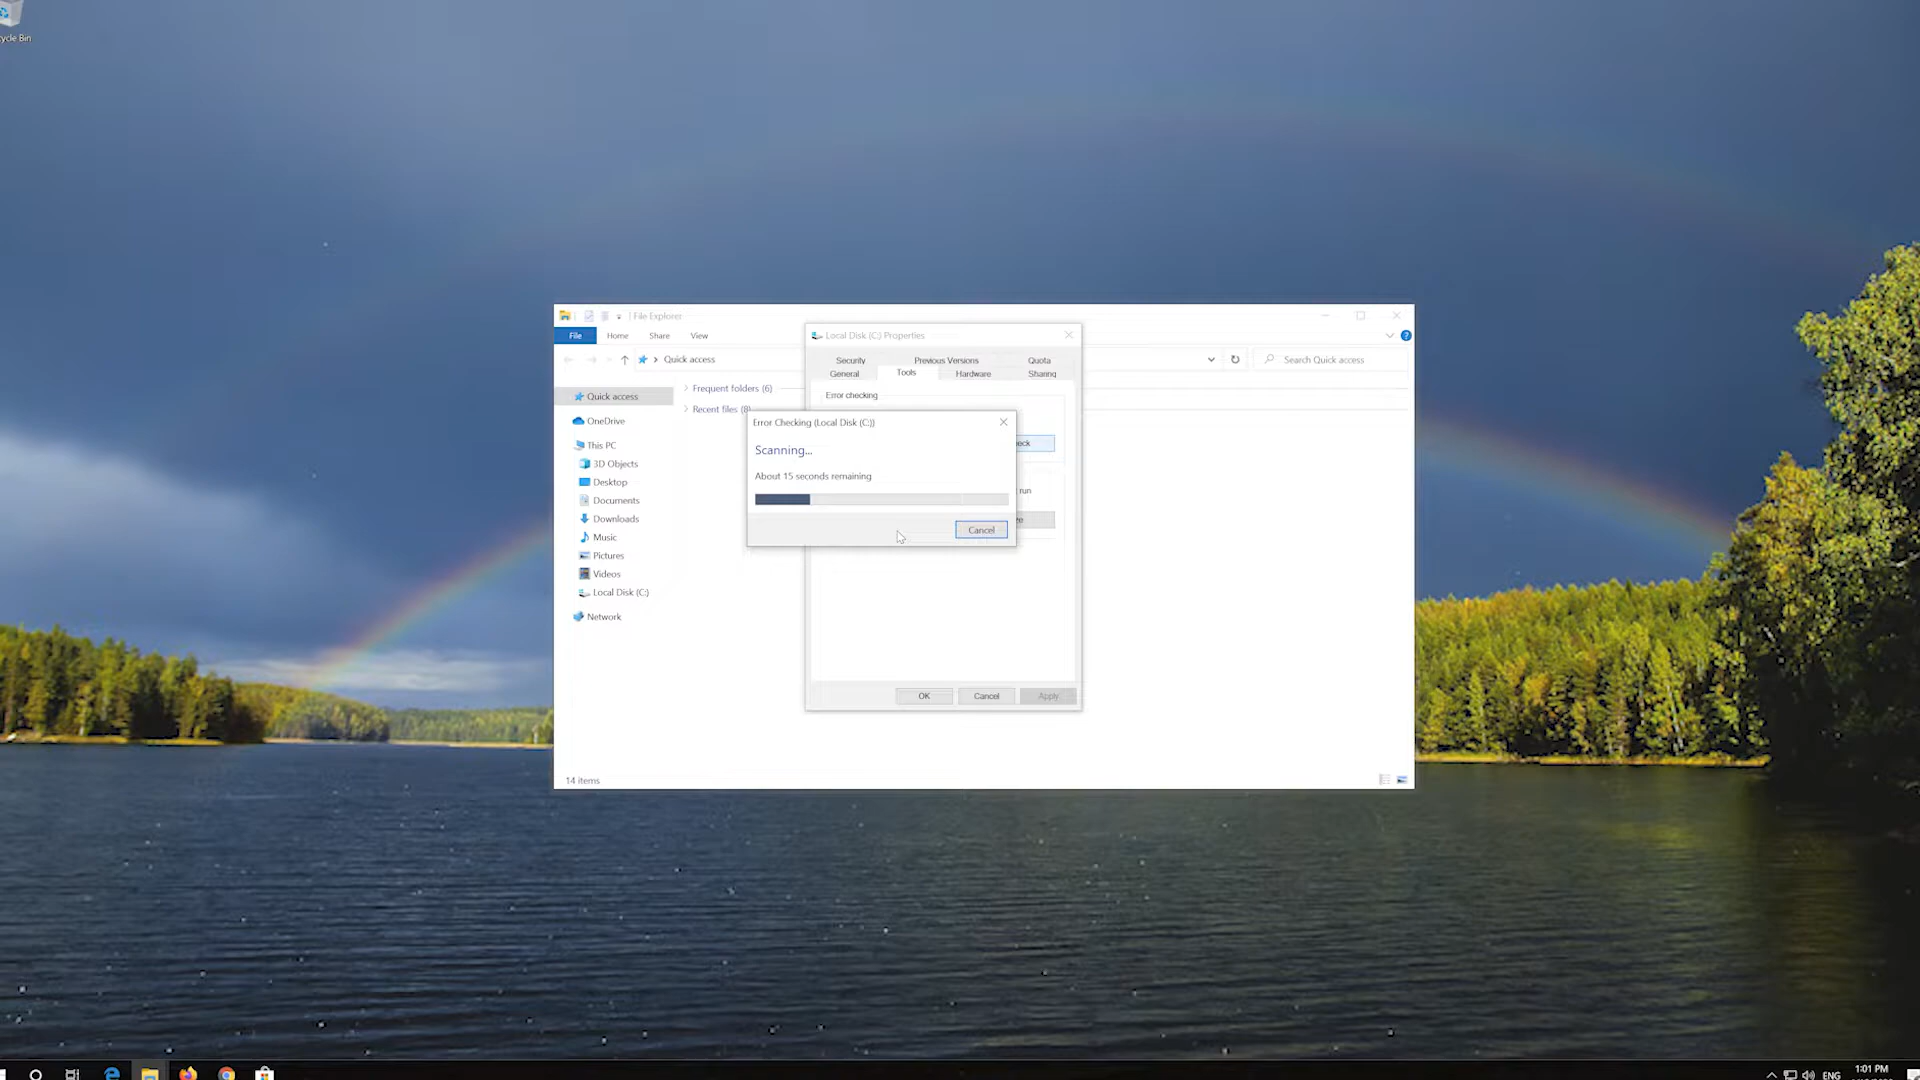 cycle Bin
File Explorer
File
Home
Share
View
Quick access
Search Quick access
Quick access
OneDrive
This PC
3D Objects
Desktop
Documents
Downloads
Music
Pictures
Videos
Local Disk (C:)
Network
Frequent folders (6)
Recent files (8)
14 items
Local Disk (C:) Properties
Security
Previous Versions
Quota
General
Tools
Hardware
Sharing
Error checking
eck
run
ze
OK
Cancel
Apply
Error Checking (Local Disk (C:))
Scanning...
About 15 seconds remaining
Cancel
ENG
1:01 PM